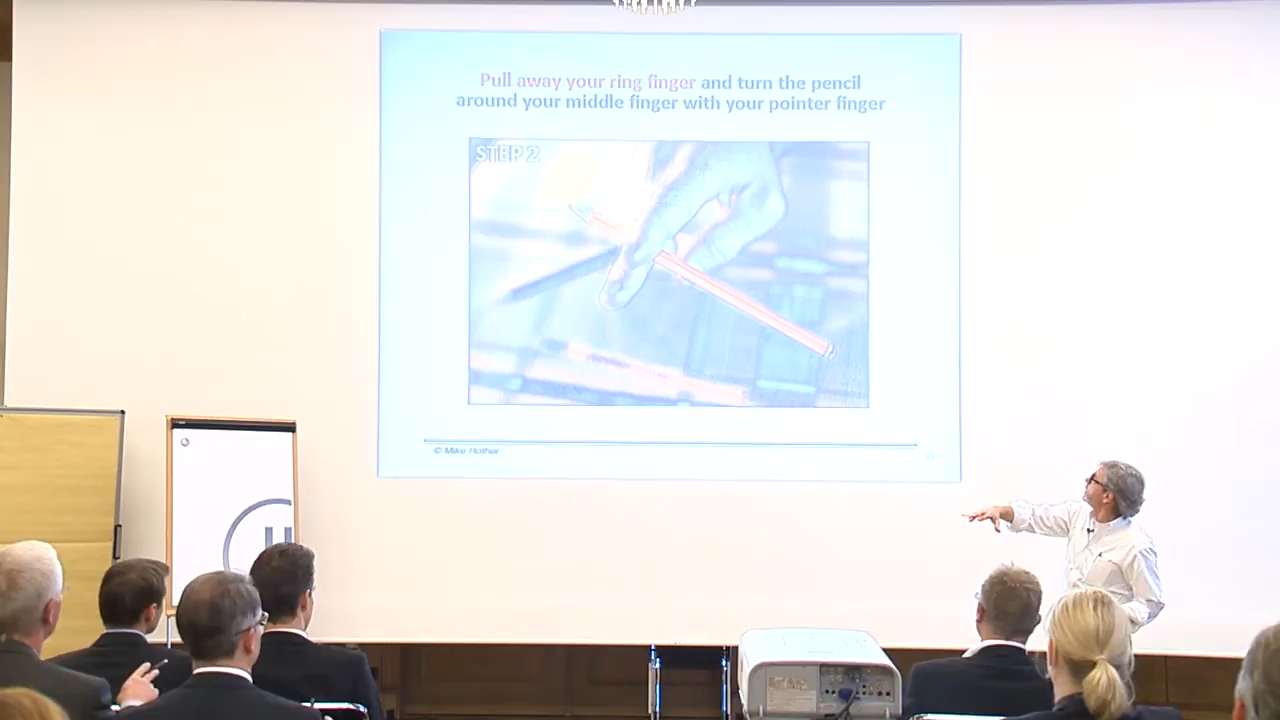 Pull away your ring finger and turn the pencil
around your middle finger with your pointer finger
STEP 2
© Mike Rother